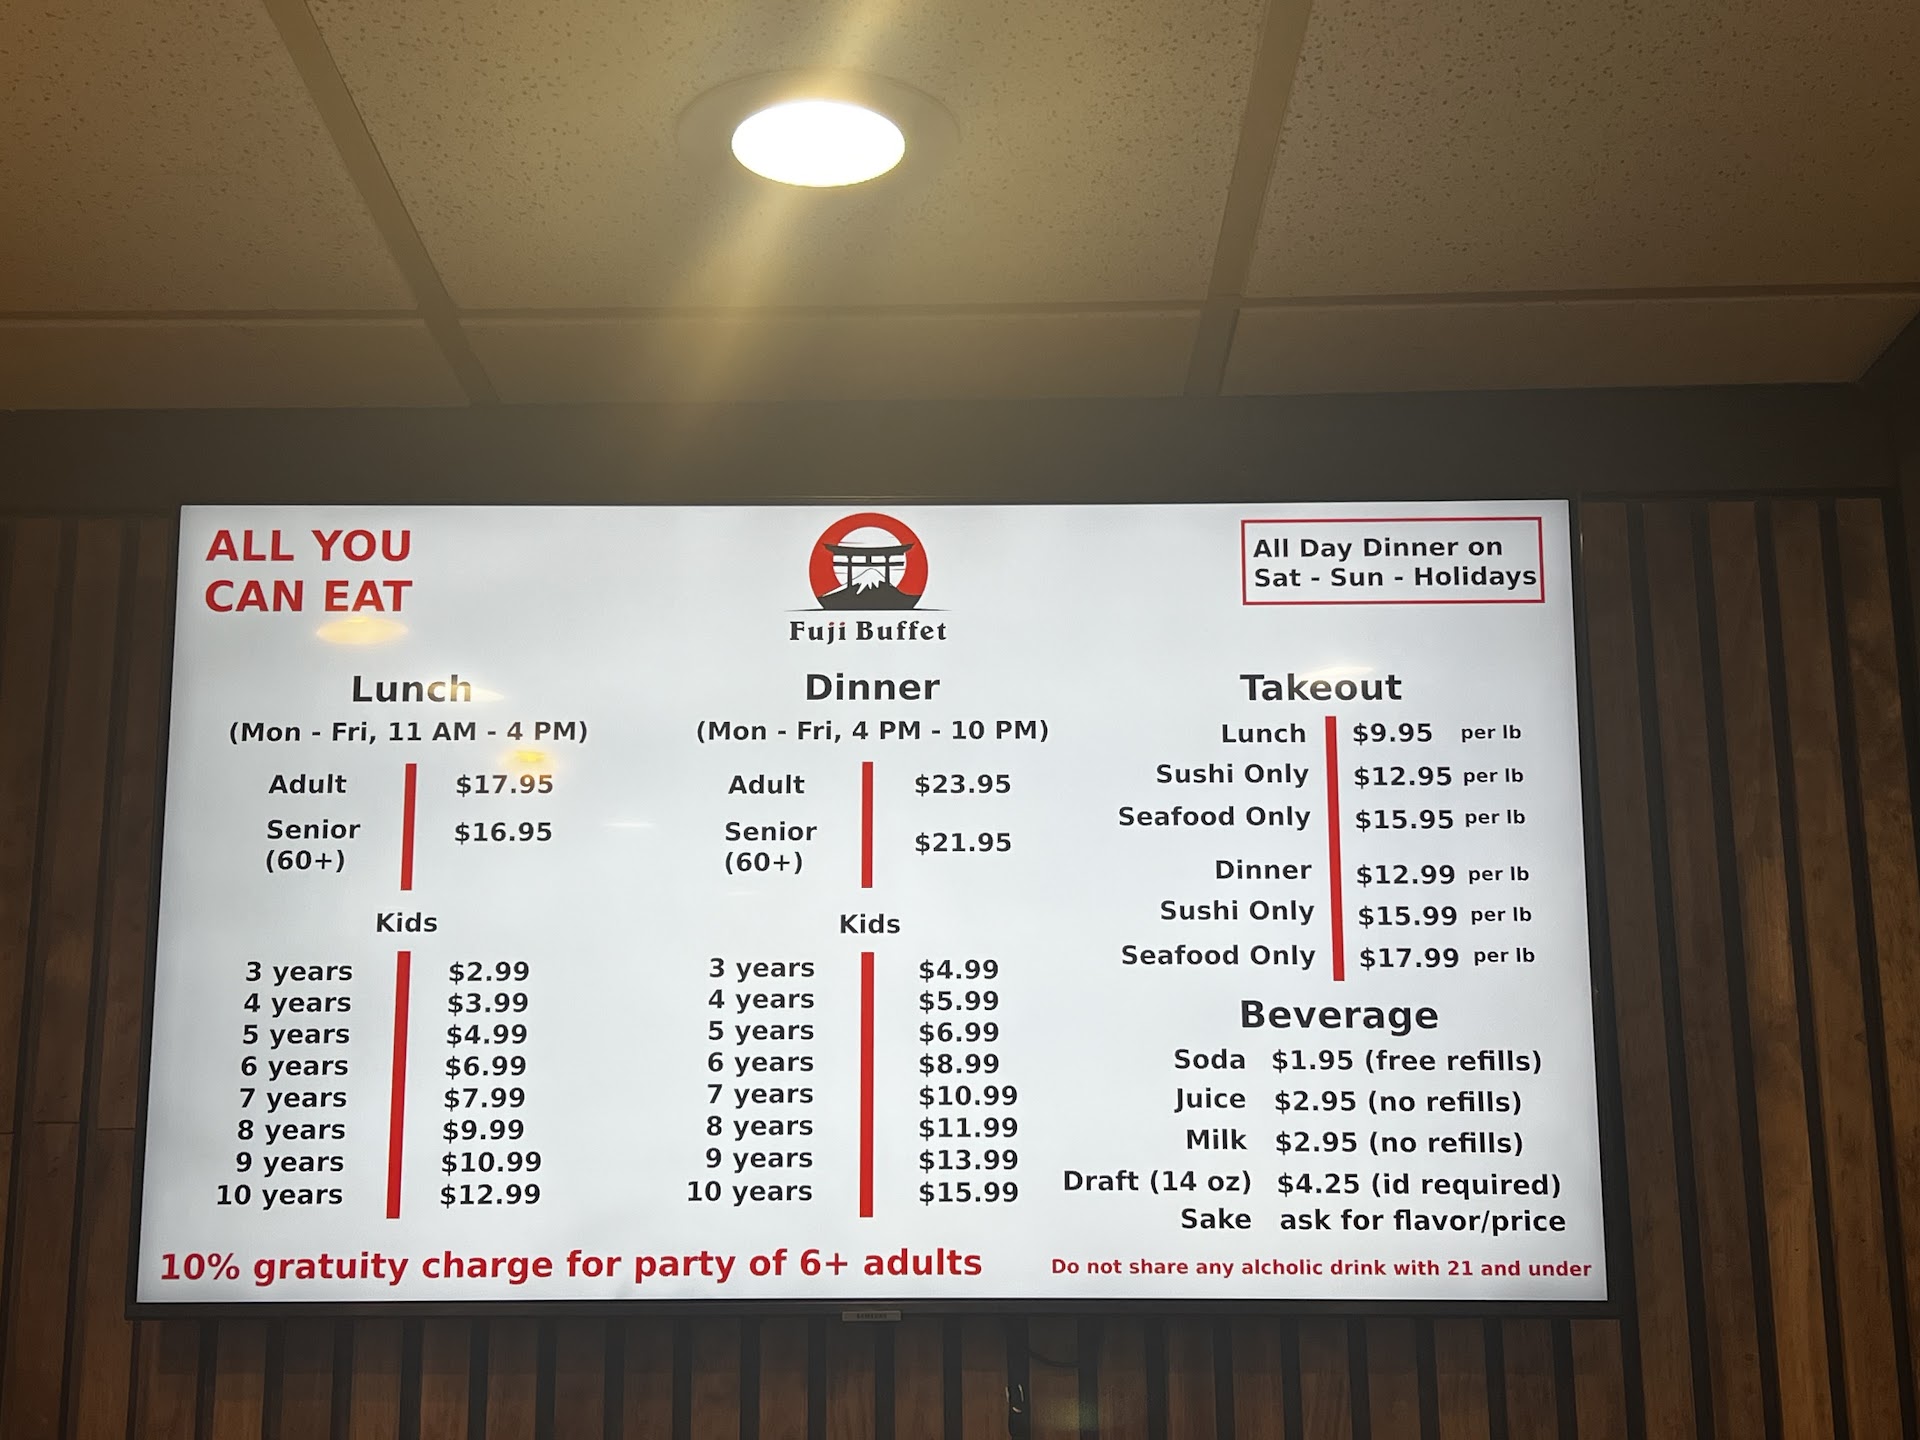 ALL YOU
CAN EAT
Fuji Buffet
All Day Dinner on
Sat - Sun - Holidays
Lunch
(Mon - Fri, 11 AM - 4 PM)
Adult $17.95
Senior
(60+) $16.95
Kids
3 years $2.99
4 years $3.99
5 years $4.99
6 years $6.99
7 years $7.99
8 years $9.99
9 years $10.99
10 years $12.99
Dinner
(Mon - Fri, 4 PM - 10 PM)
Adult $23.95
Senior
(60+) $21.95
Kids
3 years $4.99
4 years $5.99
5 years $6.99
6 years $8.99
7 years $10.99
8 years $11.99
9 years $13.99
10 years $15.99
Takeout
Lunch $9.95 per lb
Sushi Only $12.95 per lb
Seafood Only $15.95 per lb
Dinner $12.99 per lb
Sushi Only $15.99 per lb
Seafood Only $17.99 per lb
Beverage
Soda $1.95 (free refills)
Juice $2.95 (no refills)
Milk $2.95 (no refills)
Draft (14 oz) $4.25 (id required)
Sake ask for flavor/price
10% gratuity charge for party of 6+ adults
Do not share any alcholic drink with 21 and under